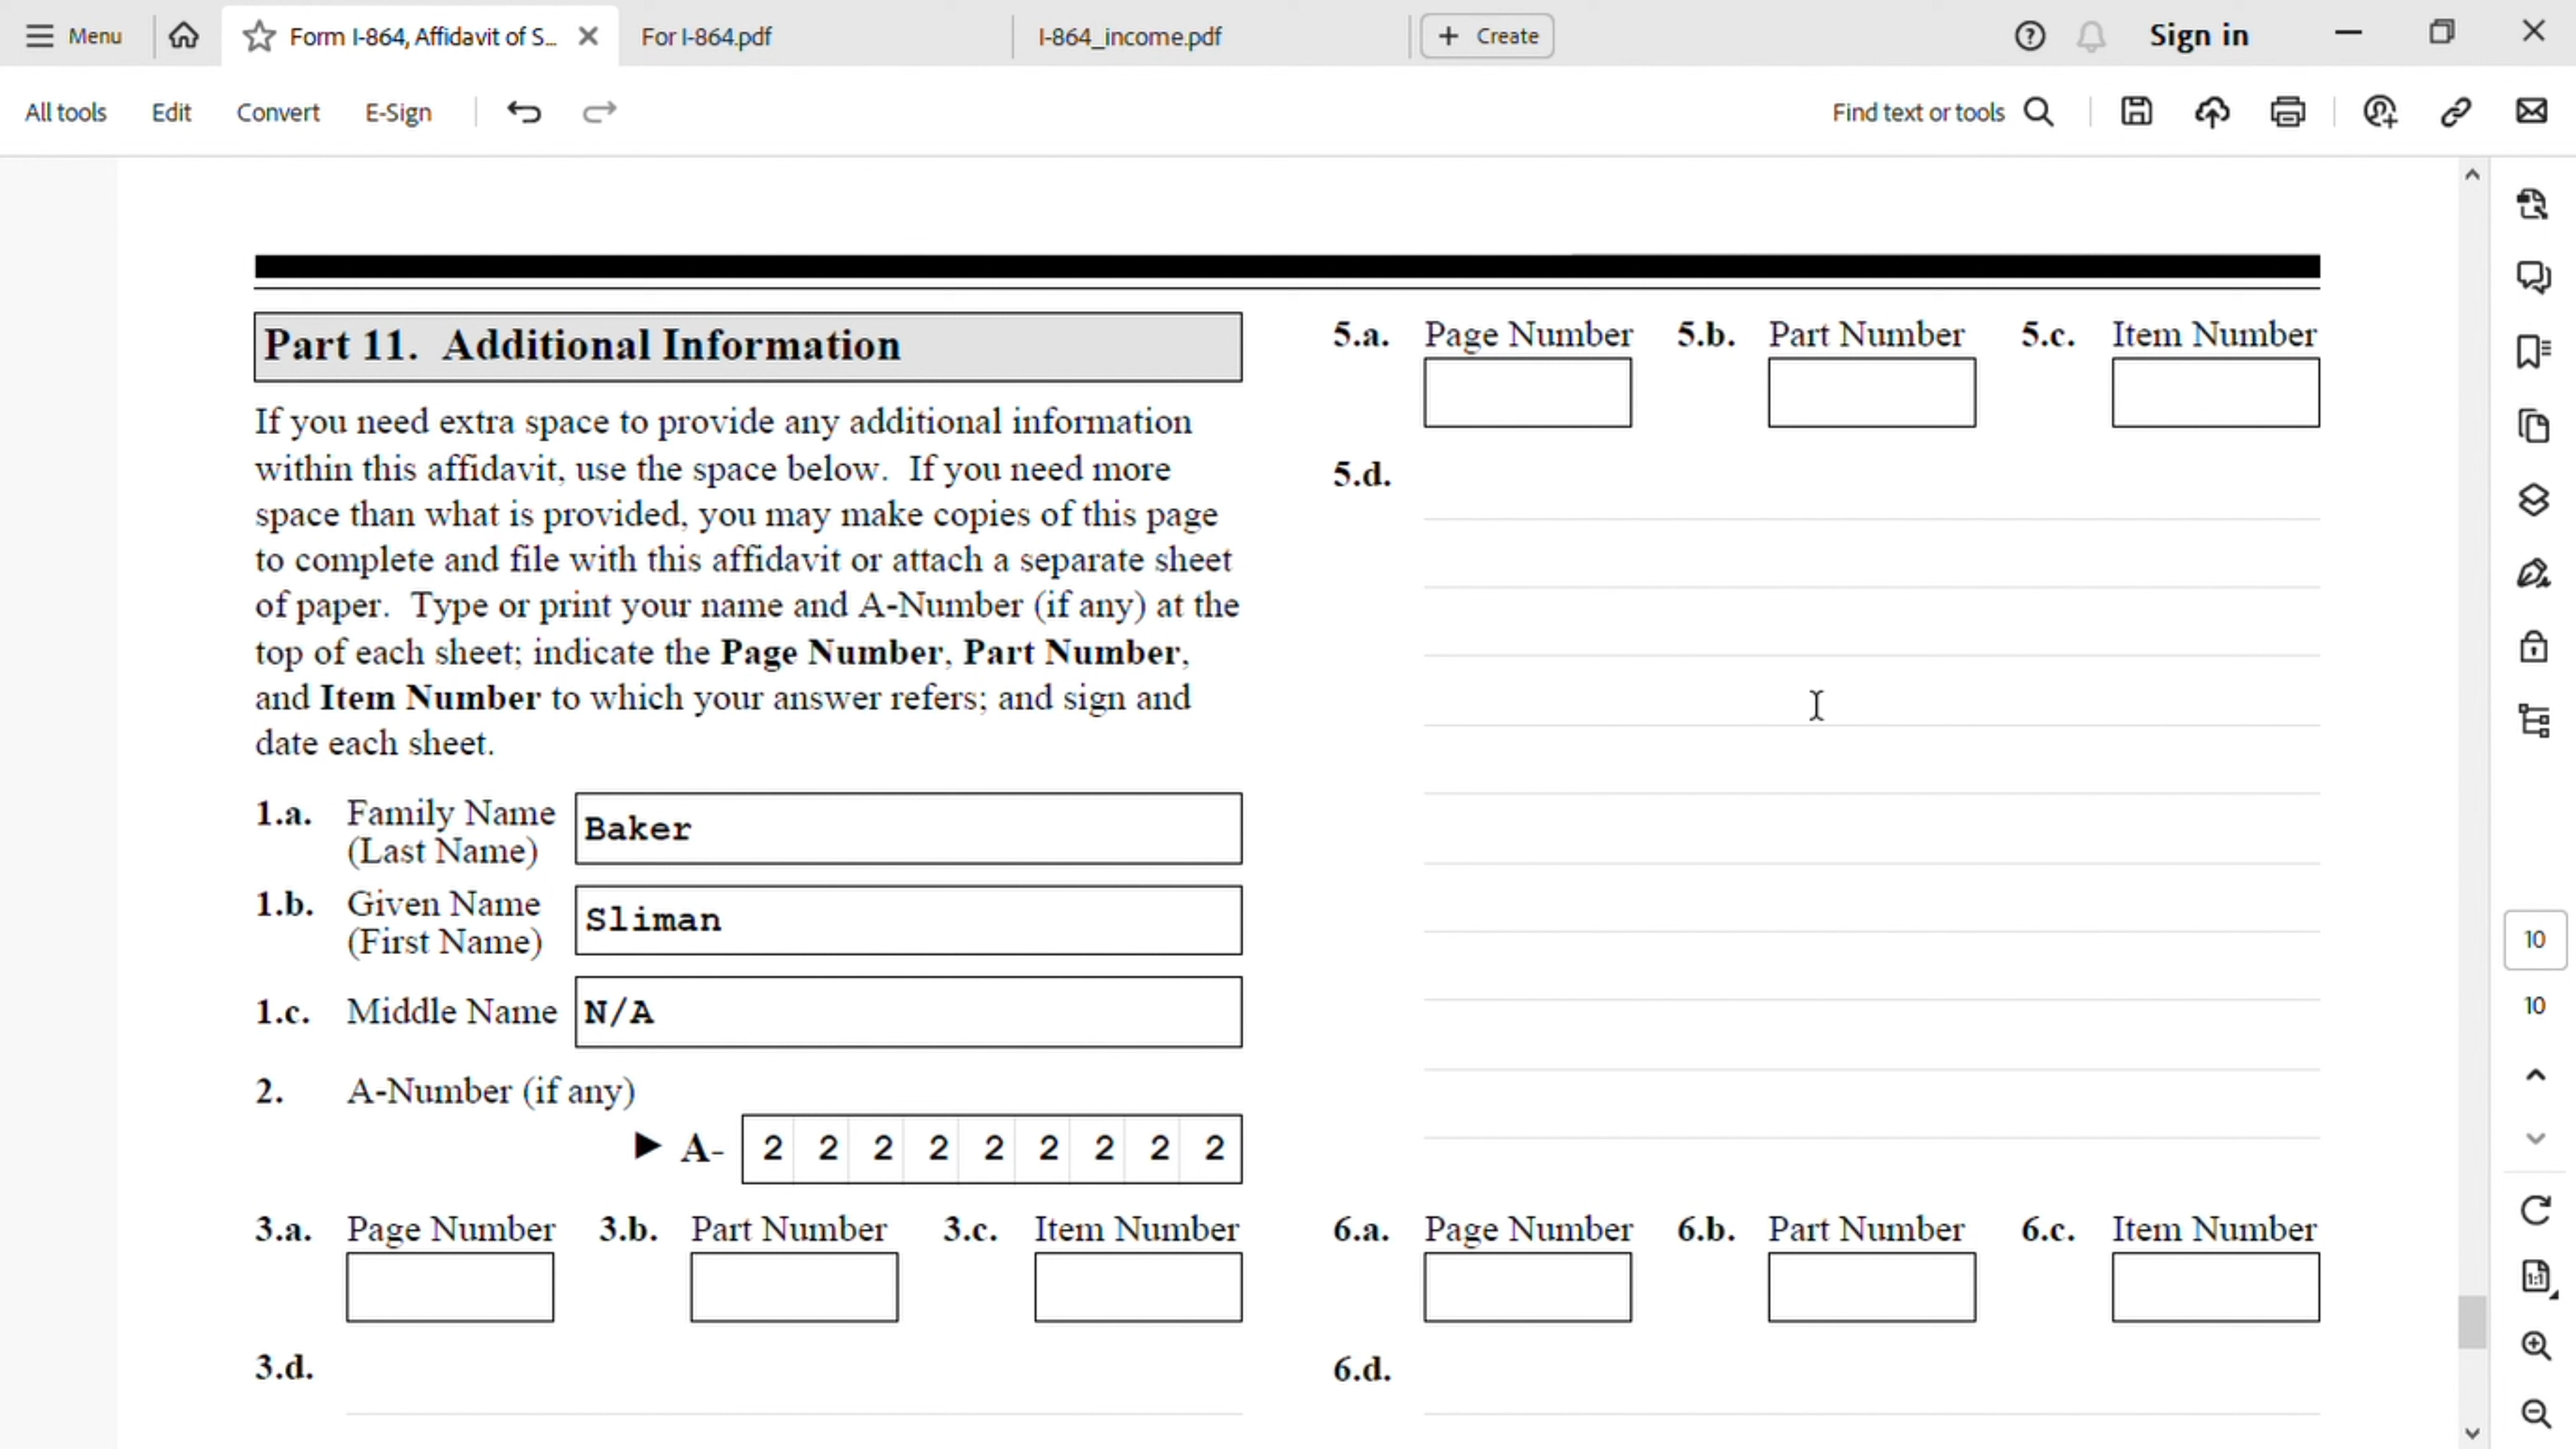 Menu
Form I-864, Affidavit of S...
For I-864.pdf
I-864_income.pdf
Create
Sign in
All tools
Edit
Convert
E-Sign
Find text or tools
Part 11. Additional Information
If you need extra space to provide any additional information
within this affidavit, use the space below. If you need more
space than what is provided, you may make copies of this page
to complete and file with this affidavit or attach a separate sheet
of paper. Type or print your name and A-Number (if any) at the
top of each sheet; indicate the Page Number, Part Number,
and Item Number to which your answer refers; and sign and
date each sheet.
1.a. Family Name (Last Name) Baker
1.b. Given Name (First Name) Sliman
1.c. Middle Name N/A
2. A-Number (if any)
A- 2 2 2 2 2 2 2 2 2
3.a. Page Number 3.b. Part Number 3.c. Item Number
3.d.
5.a. Page Number 5.b. Part Number 5.c. Item Number
5.d.
6.a. Page Number 6.b. Part Number 6.c. Item Number
6.d.
10
10
1:1